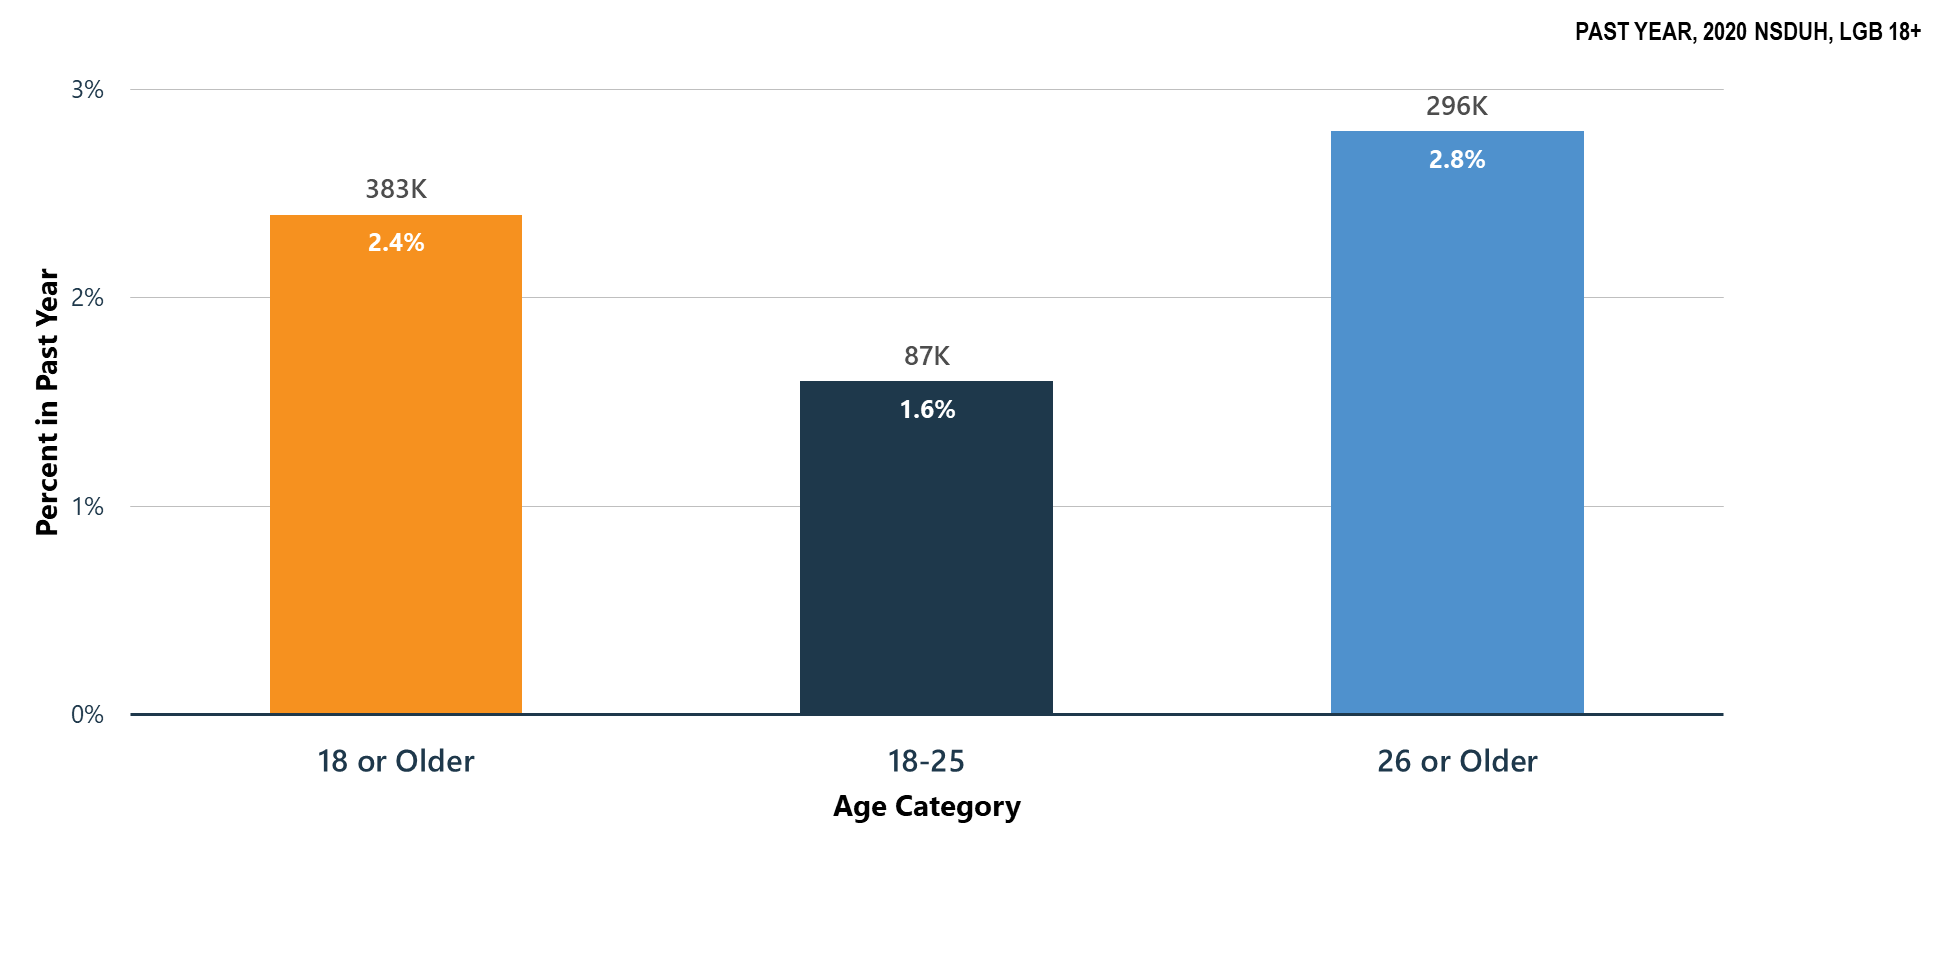 PAST YEAR, 2020 NSDUH, LGB 18+
Percent in Past Year
3%
2%
1%
0%
383K
2.4%
87K
1.6%
296K
2.8%
18 or Older
18-25
26 or Older
Age Category